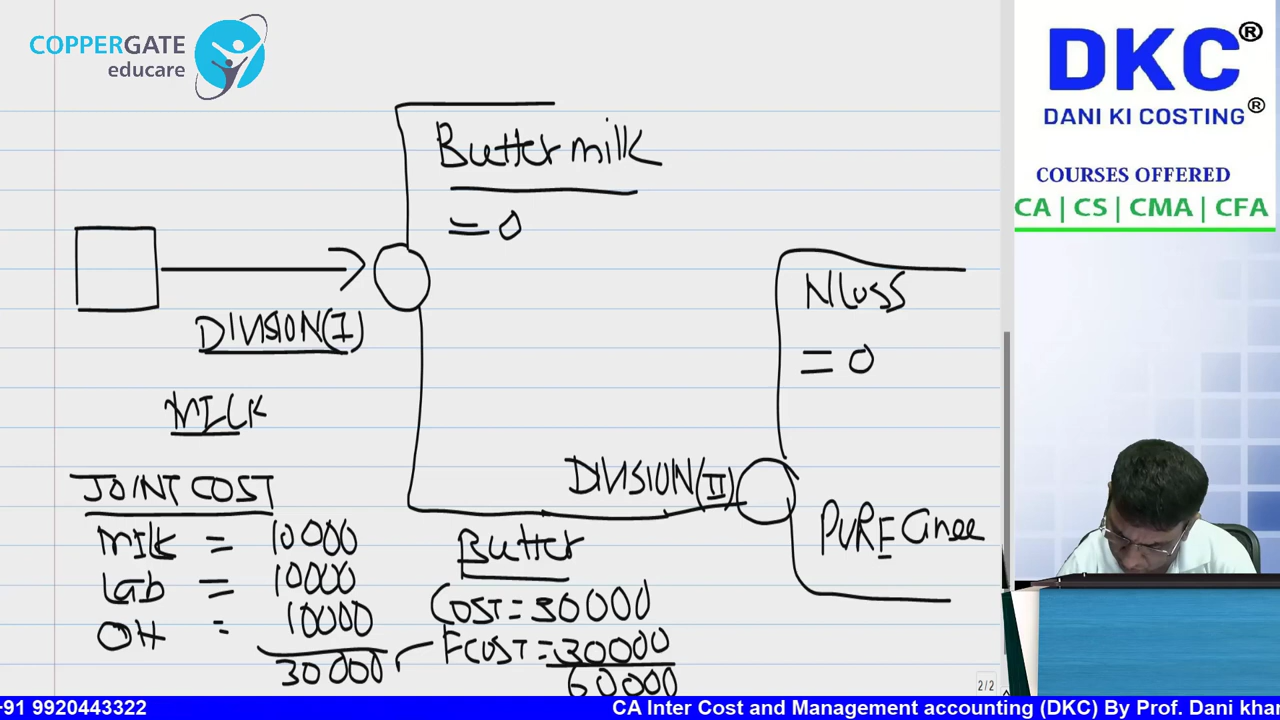 COPPERGATE
educare
DKC®
DANI KI COSTING®
COURSES OFFERED
CA | CS | CMA | CFA
Butter milk
= 0
DIVISION(I)
MILK
N Loss
= 0
DIVISION(II)
PURE Ghee
JOINT COST
Milk = 10000
Lab = 10000
OH = 10000
30000
Butter
COST = 30000
FCOST = 30000
60000
2/2
+91 9920443322
CA Inter Cost and Management accounting (DKC) By Prof. Dani khan